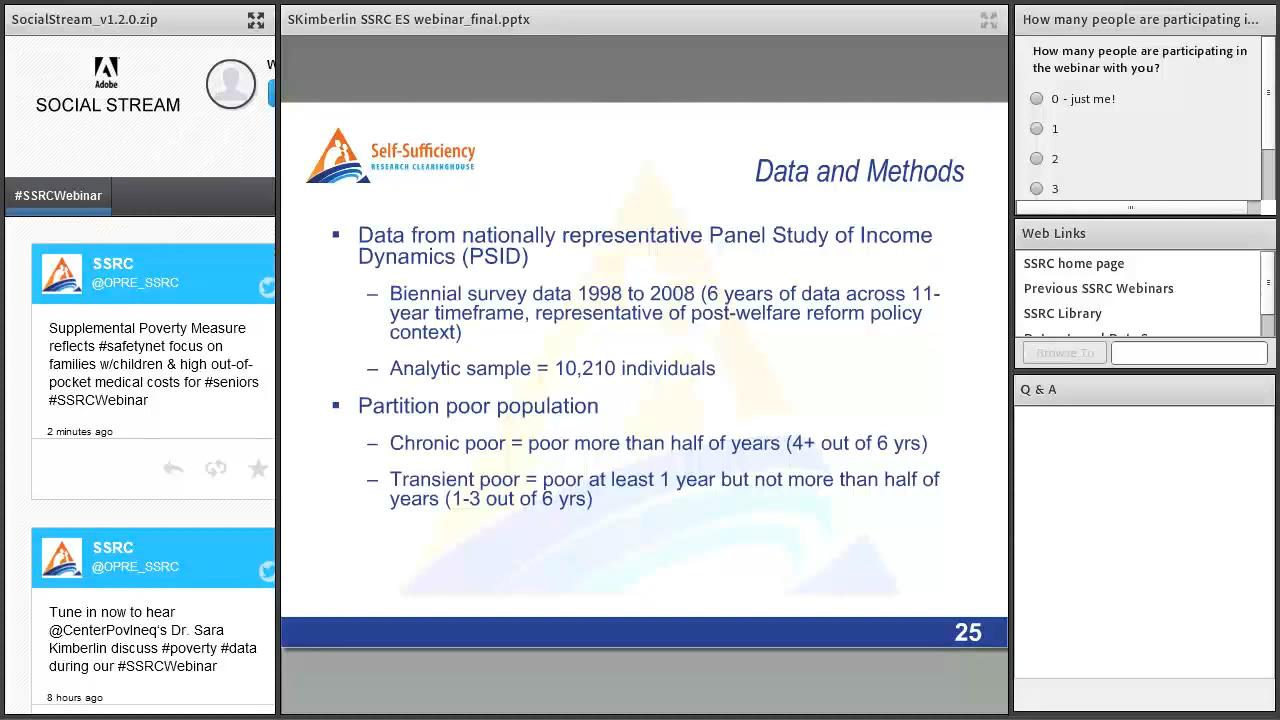 SocialStream_v1.2.0.zip
Adobe
SOCIAL STREAM
#SSRCWebinar
SSRC
@OPRE_SSRC
Supplemental Poverty Measure
reflects #safetynet focus on
families w/children & high out-of-
pocket medical costs for #seniors
#SSRCWebinar
2 minutes ago
SSRC
@OPRE_SSRC
Tune in now to hear
@CenterPovIneq's Dr. Sara
Kimberlin discuss #poverty #data
during our #SSRCWebinar
8 hours ago
SKimberlin SSRC ES webinar_final.pptx
Self-Sufficiency
RESEARCH CLEARINGHOUSE
Data and Methods
▪ Data from nationally representative Panel Study of Income
Dynamics (PSID)
– Biennial survey data 1998 to 2008 (6 years of data across 11-
year timeframe, representative of post-welfare reform policy
context)
– Analytic sample = 10,210 individuals
▪ Partition poor population
– Chronic poor = poor more than half of years (4+ out of 6 yrs)
– Transient poor = poor at least 1 year but not more than half of
years (1-3 out of 6 yrs)
25
How many people are participating i...
How many people are participating in
the webinar with you?
0 - just me!
1
2
3
Web Links
SSRC home page
Previous SSRC Webinars
SSRC Library
Browse To
Q & A